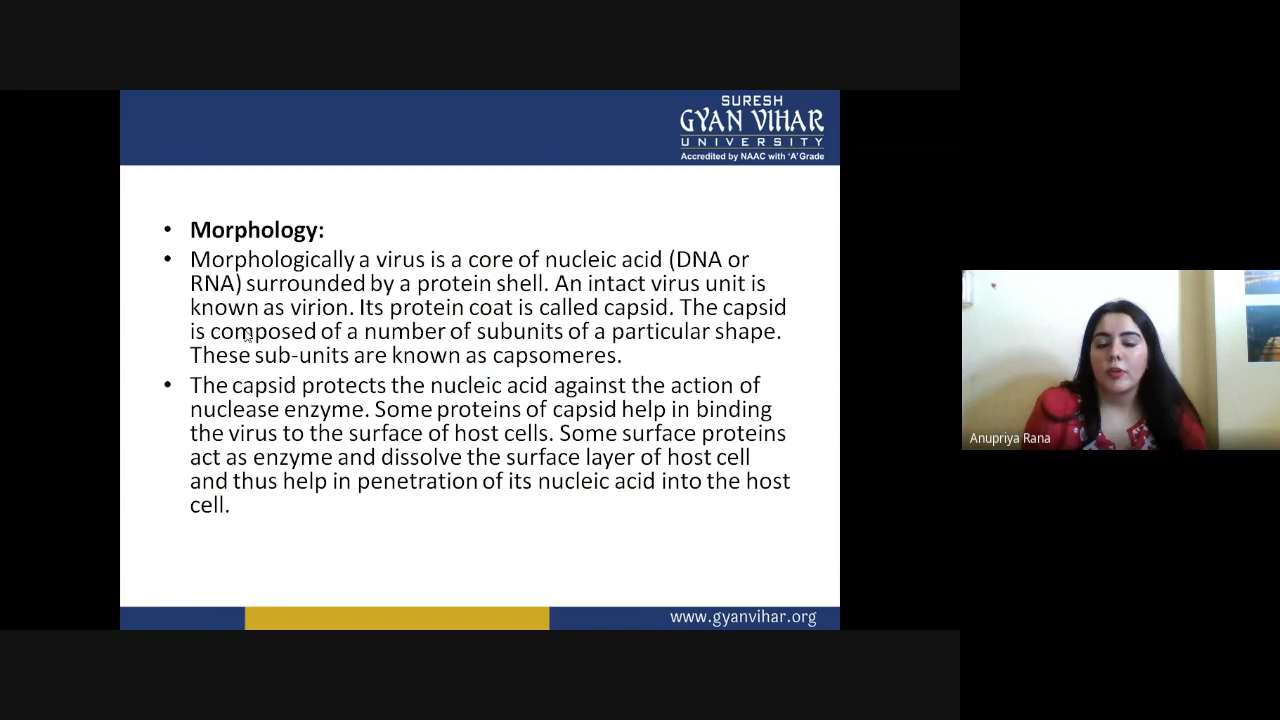 SURESH
GYAN VIHAR
UNIVERSITY
Accredited by NAAC with 'A' Grade
• Morphology:
• Morphologically a virus is a core of nucleic acid (DNA or
RNA) surrounded by a protein shell. An intact virus unit is
known as virion. Its protein coat is called capsid. The capsid
is composed of a number of subunits of a particular shape.
These sub-units are known as capsomeres.
• The capsid protects the nucleic acid against the action of
nuclease enzyme. Some proteins of capsid help in binding
the virus to the surface of host cells. Some surface proteins
act as enzyme and dissolve the surface layer of host cell
and thus help in penetration of its nucleic acid into the host
cell.
www.gyanvihar.org
Anupriya Rana